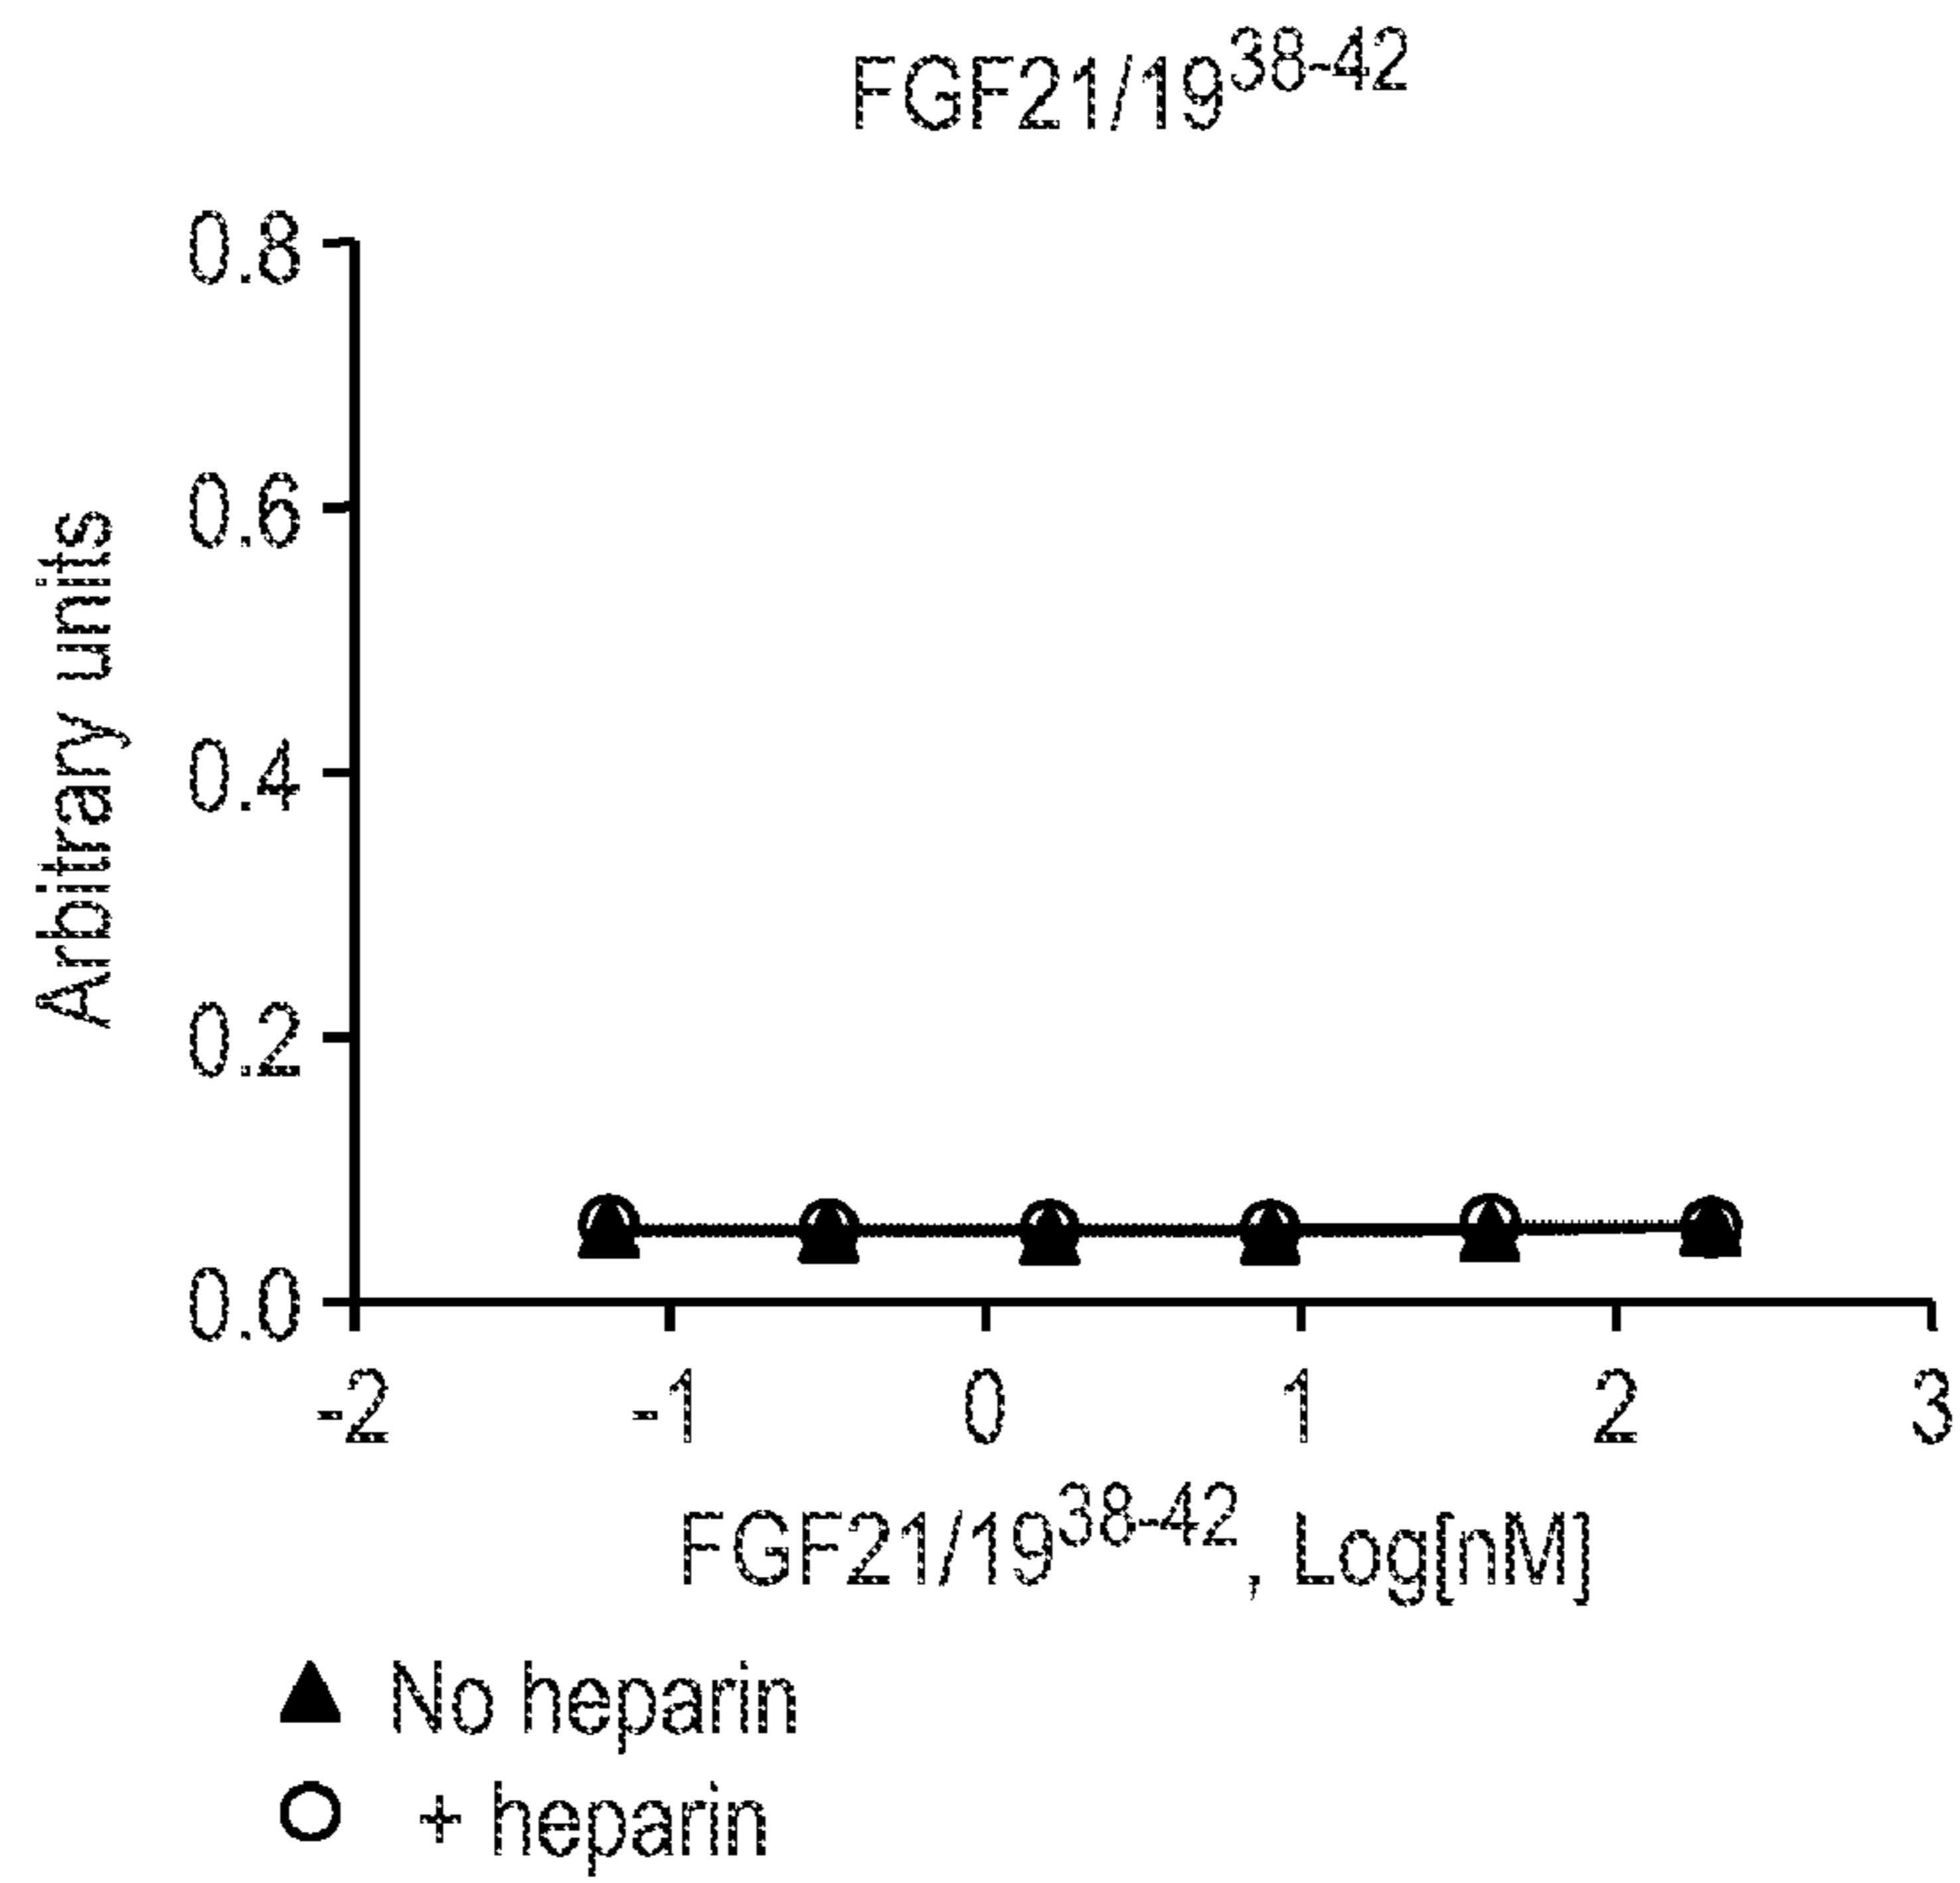 FGF21/19³⁸⁻⁴²
0.8
0.6
0.4
0.2
0.0
Arbitrary units
-2 -1 0 1 2 3
FGF21/19³⁸⁻⁴², Log[nM]
No heparin
+ heparin